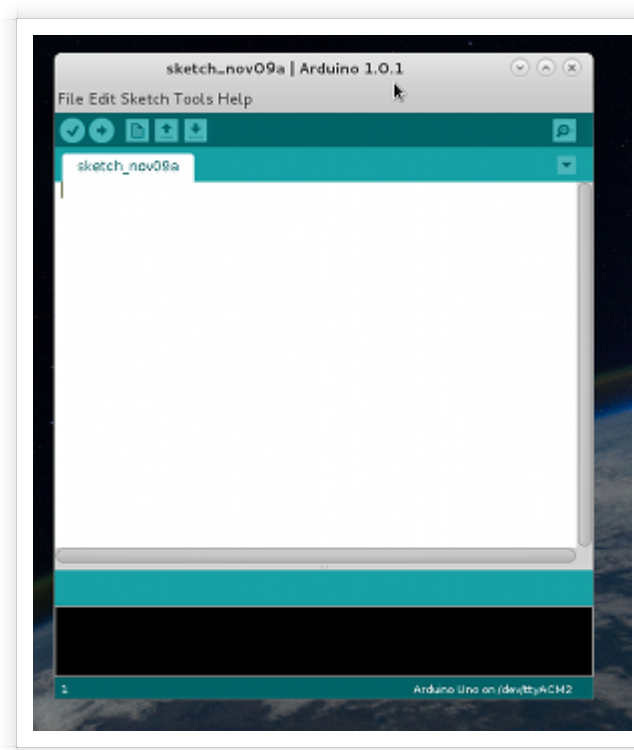 sketch_nov09a | Arduino 1.0.1
File Edit Sketch Tools Help
sketch_nov09a
1
Arduino Uno on /dev/ttyACM2